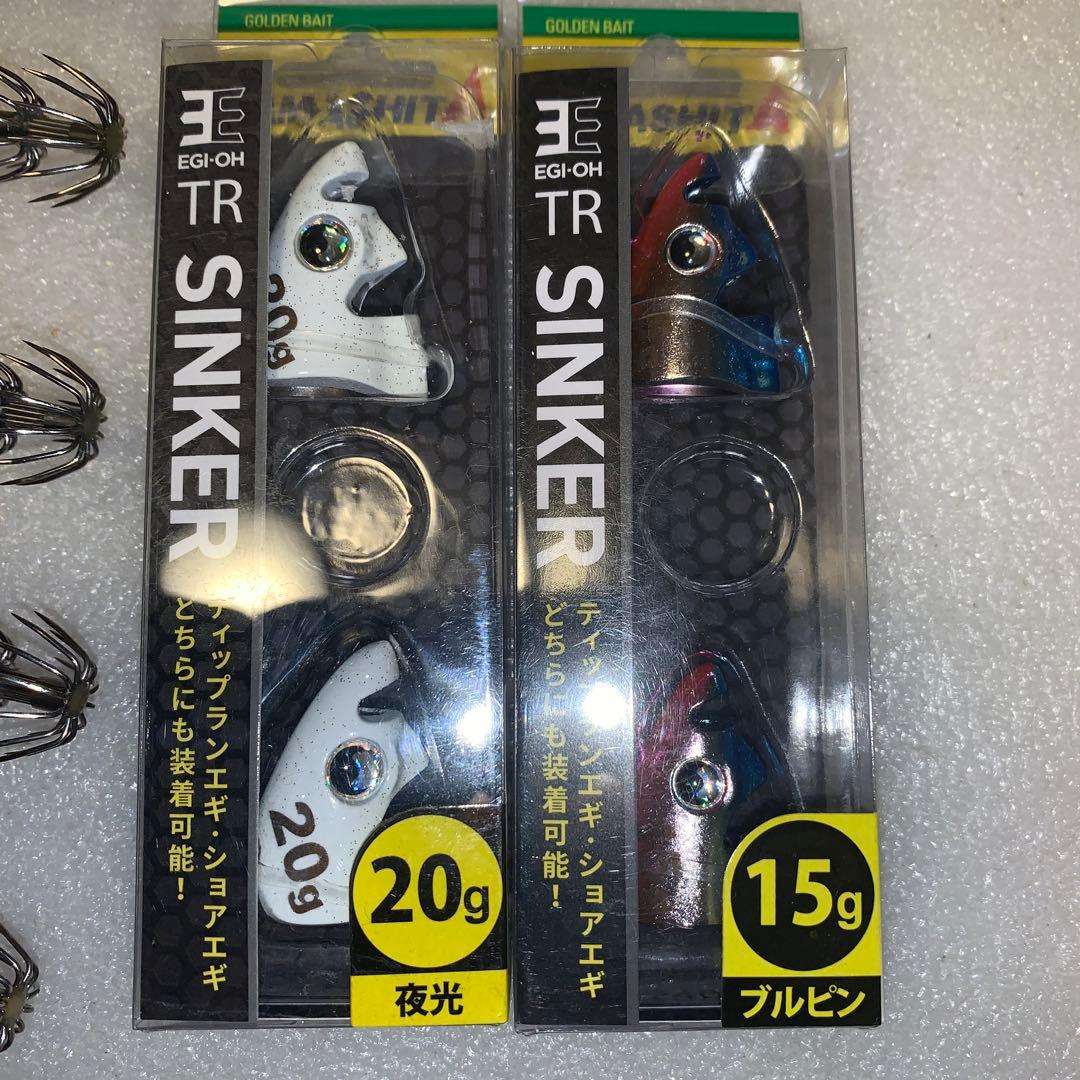 GOLDEN BAIT
EGI-OH
TR
SINKER
ティップランエギ・ショアエギ
どちらにも装着可能!
20g
20g
20g
夜光
GOLDEN BAIT
EGI-OH
TR
SINKER
ティップランエギ・ショアエギ
どちらにも装着可能!
15g
ブルピン